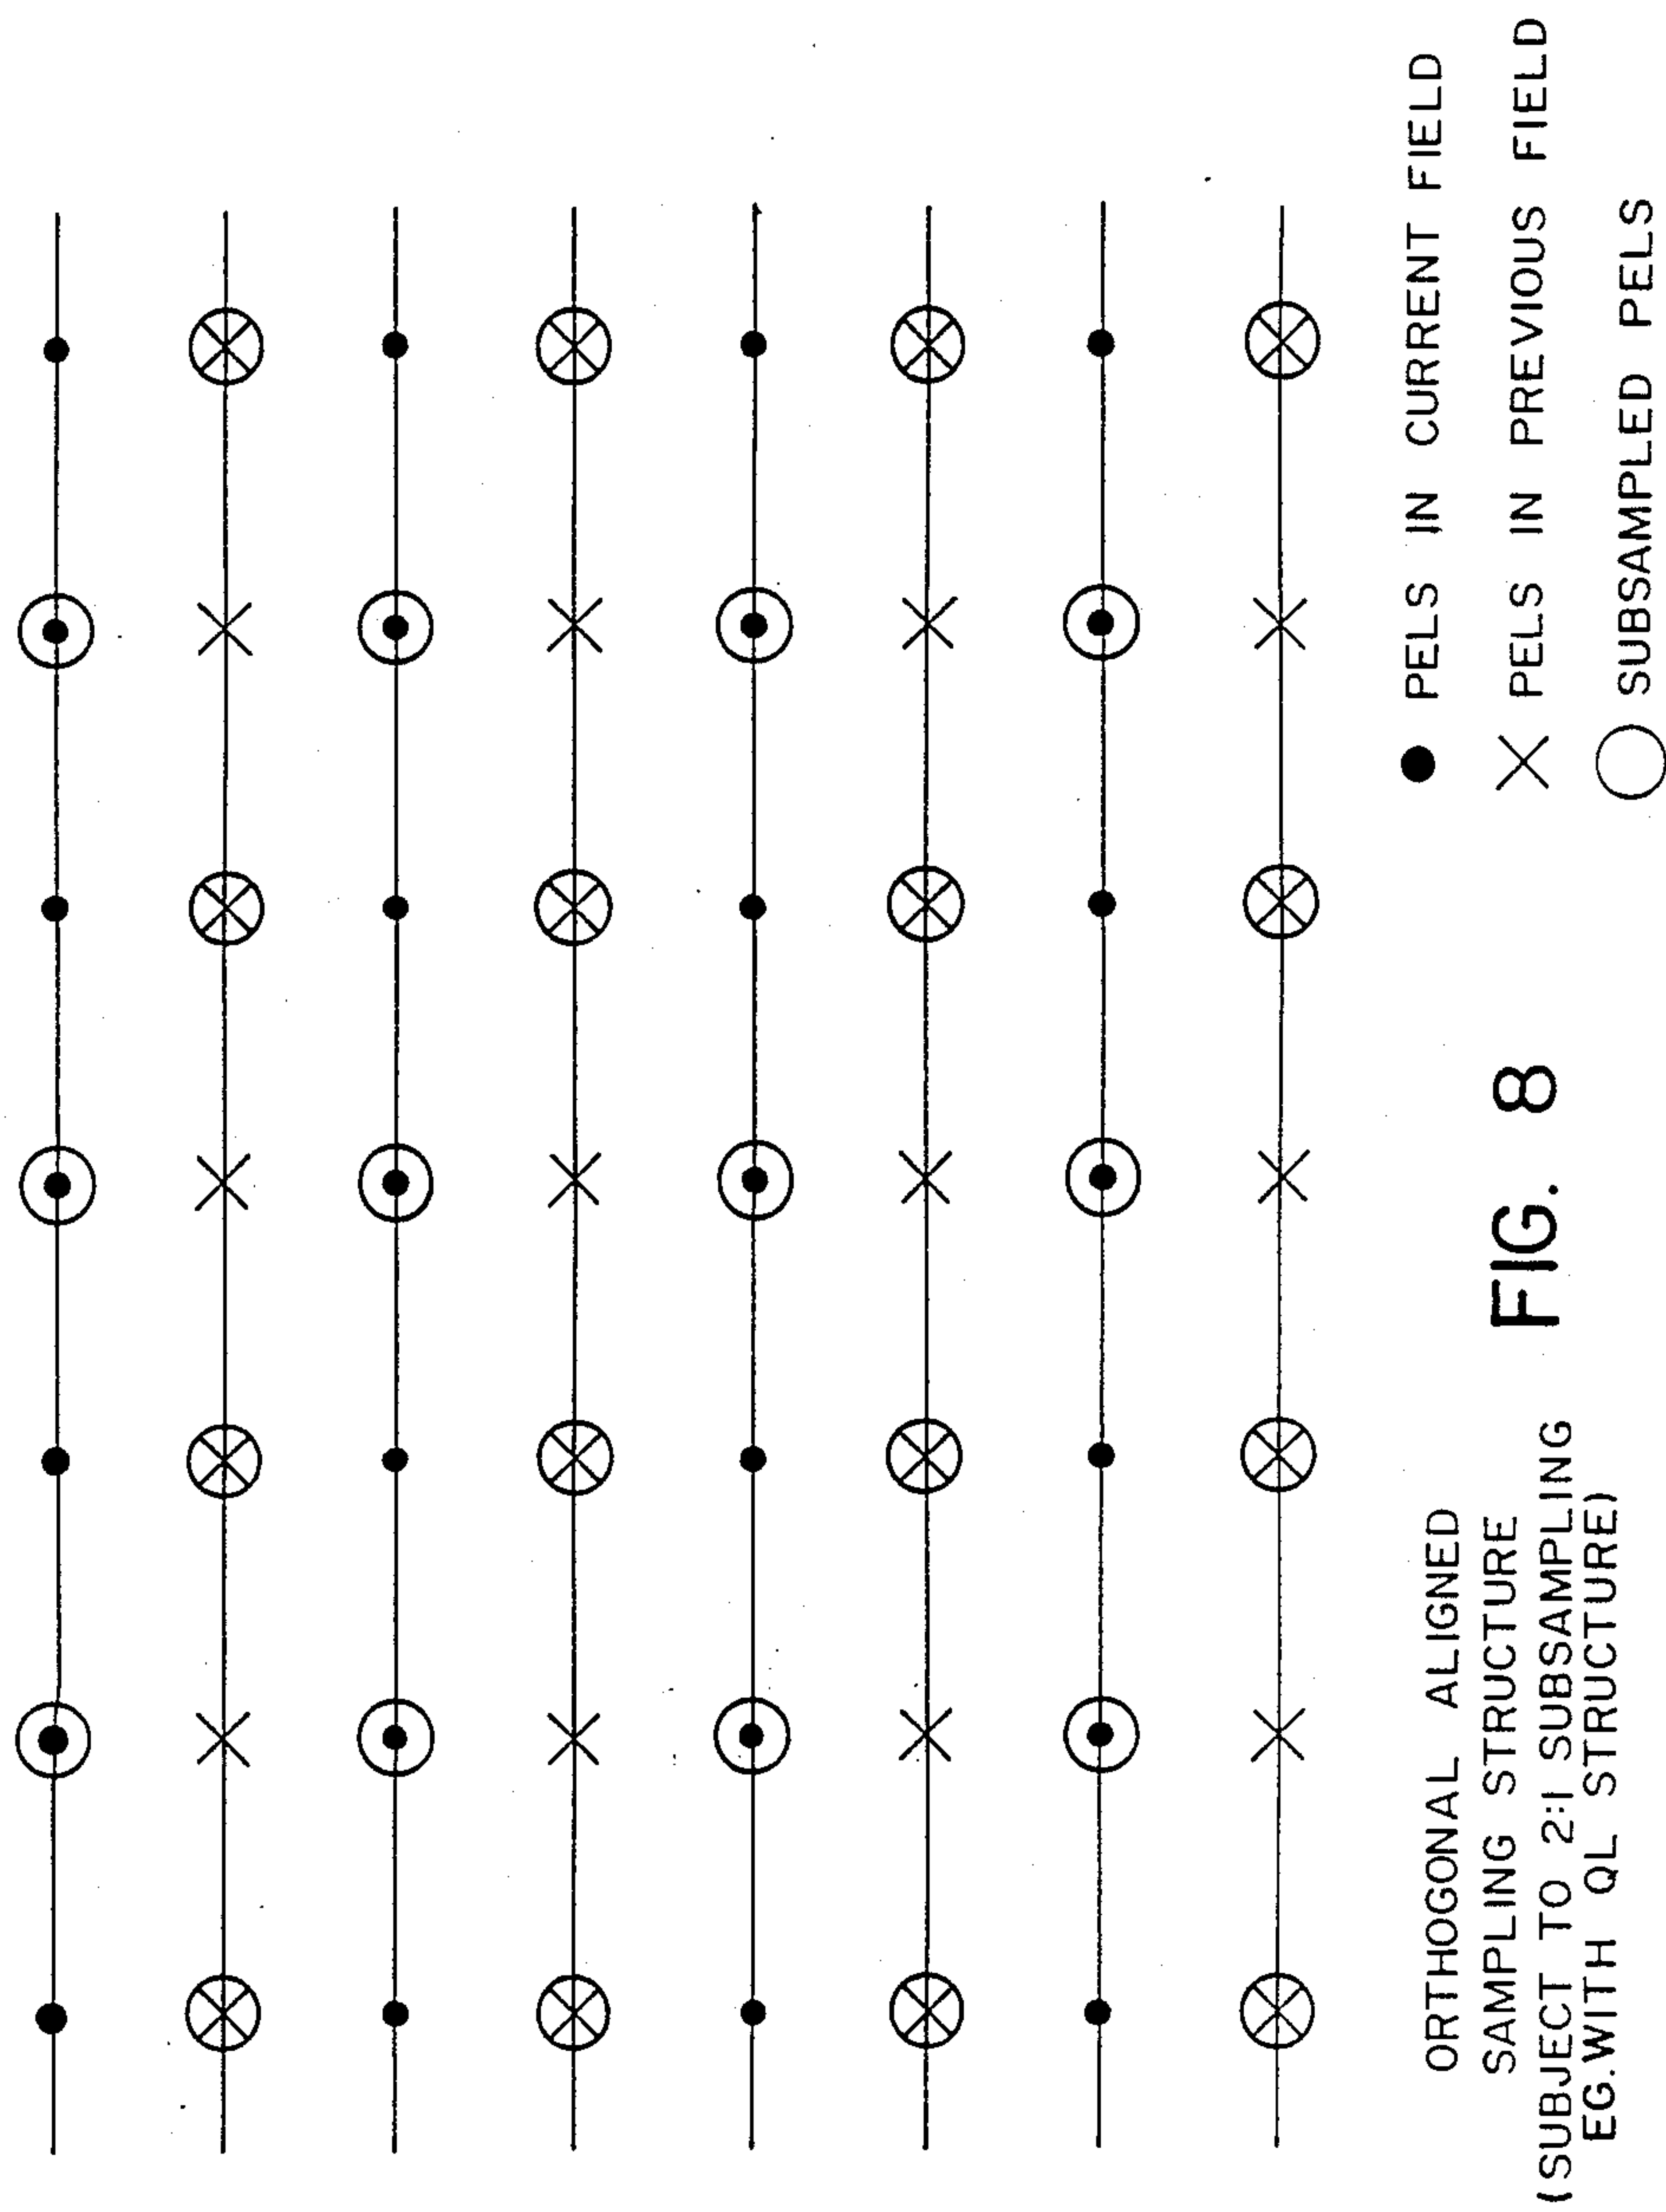 ORTHOGONAL ALIGNED
SAMPLING STRUCTURE
(SUBJECT TO 2:1 SUBSAMPLING
EG.WITH QL STRUCTURE)
FIG. 8
PELS IN CURRENT FIELD
PELS IN PREVIOUS FIELD
SUBSAMPLED PELS